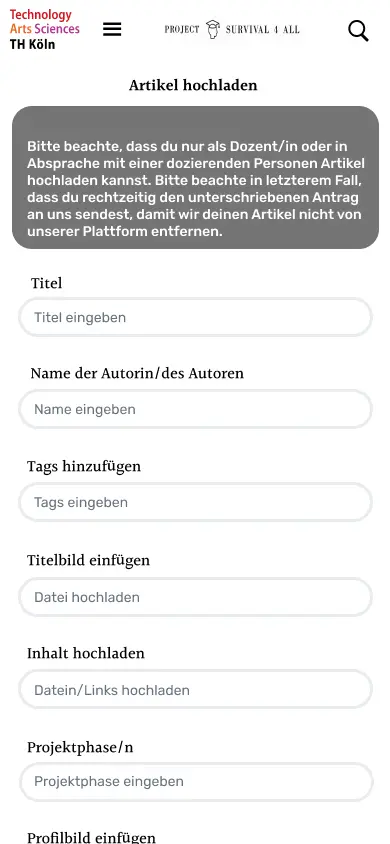 Technology
Arts Sciences
TH Köln
PROJECT SURVIVAL 4 ALL
Artikel hochladen
Bitte beachte, dass du nur als Dozent/in oder in
Absprache mit einer dozierenden Personen Artikel
hochladen kannst. Bitte beachte in letzterem Fall,
dass du rechtzeitig den unterschriebenen Antrag
an uns sendest, damit wir deinen Artikel nicht von
unserer Plattform entfernen.
Titel
Titel eingeben
Name der Autorin/des Autoren
Name eingeben
Tags hinzufügen
Tags eingeben
Titelbild einfügen
Datei hochladen
Inhalt hochladen
Datein/Links hochladen
Projektphase/n
Projektphase eingeben
Profilbild einfügen